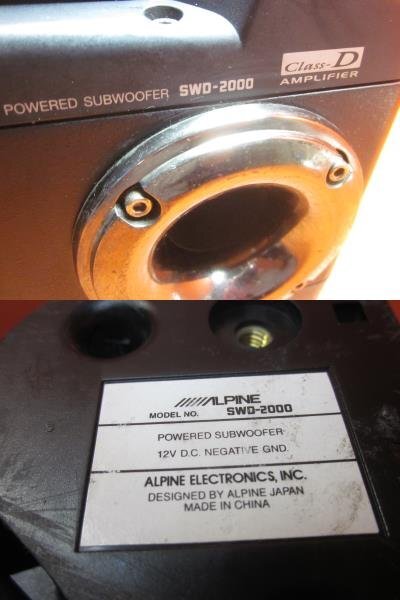 Class-D
AMPLIFIER
POWERED SUBWOOFER SWD-2000
ALPINE
MODEL NO. SWD-2000
POWERED SUBWOOFER
12V D.C. NEGATIVE GND.
ALPINE ELECTRONICS, INC.
DESIGNED BY ALPINE JAPAN
MADE IN CHINA